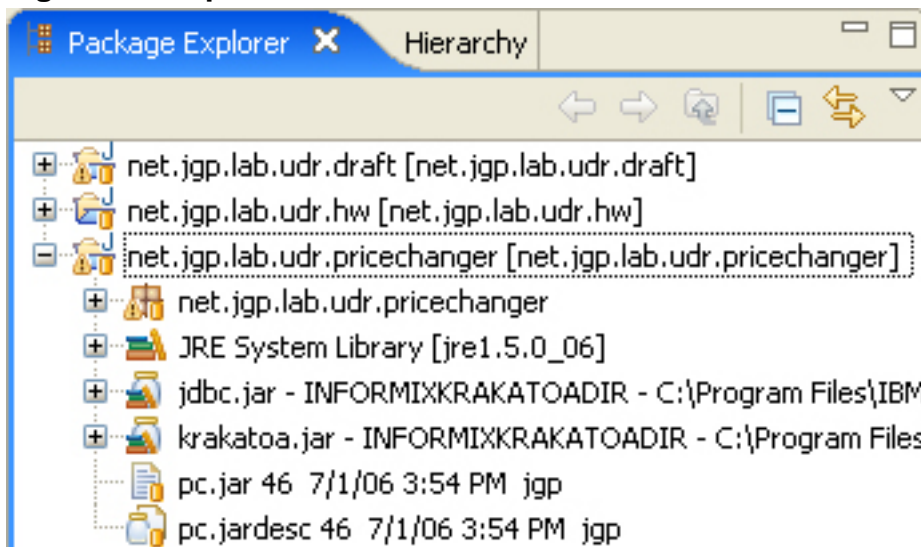 Package Explorer Hierarchy
net.jgp.lab.udr.draft [net.jgp.lab.udr.draft]
net.jgp.lab.udr.hw [net.jgp.lab.udr.hw]
net.jgp.lab.udr.pricechanger [net.jgp.lab.udr.pricechanger]
net.jgp.lab.udr.pricechanger
JRE System Library [jre1.5.0_06]
jdbc.jar - INFORMIXKRAKATOADIR - C:\Program Files\IBM
krakatoa.jar - INFORMIXKRAKATOADIR - C:\Program Files
pc.jar 46 7/1/06 3:54 PM jgp
pc.jardesc 46 7/1/06 3:54 PM jgp